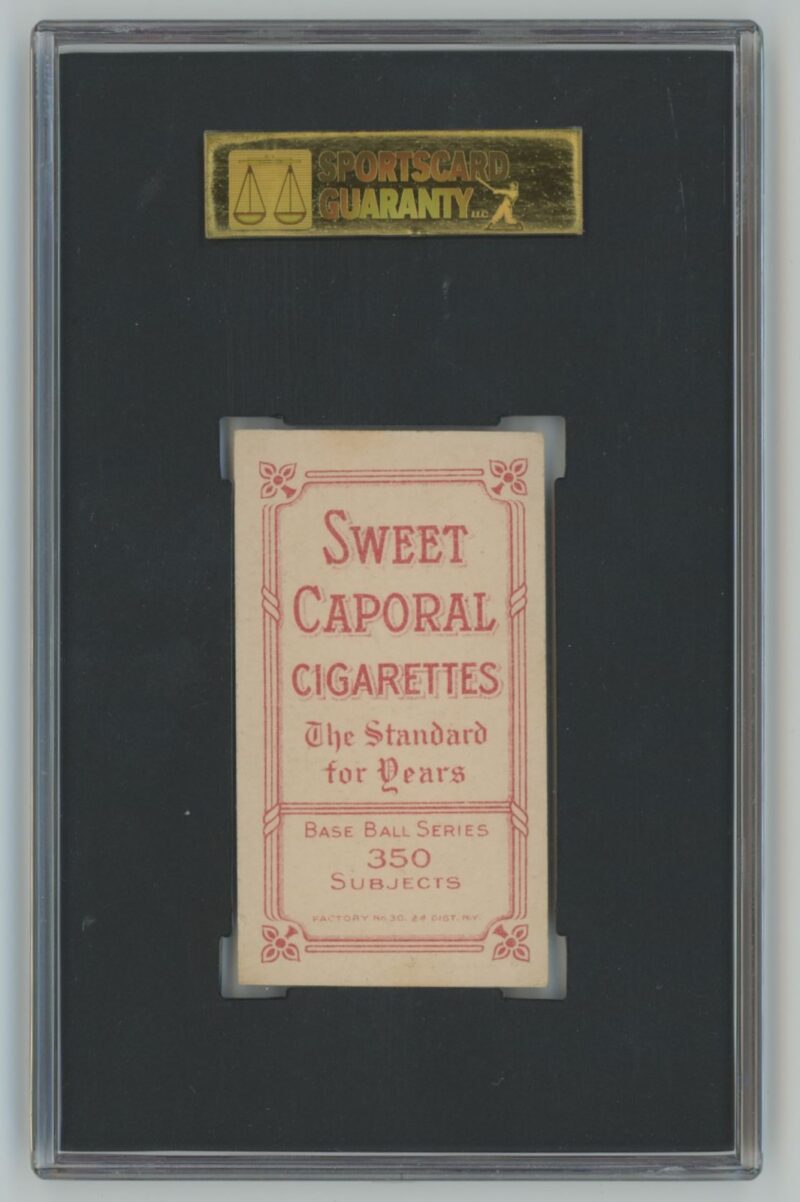 SPORTSCARD
GUARANTY LLC
SWEET
CAPORAL
CIGARETTES
The Standard
for Years
BASE BALL SERIES
350
SUBJECTS
FACTORY No. 30. 2d DIST. N.Y.